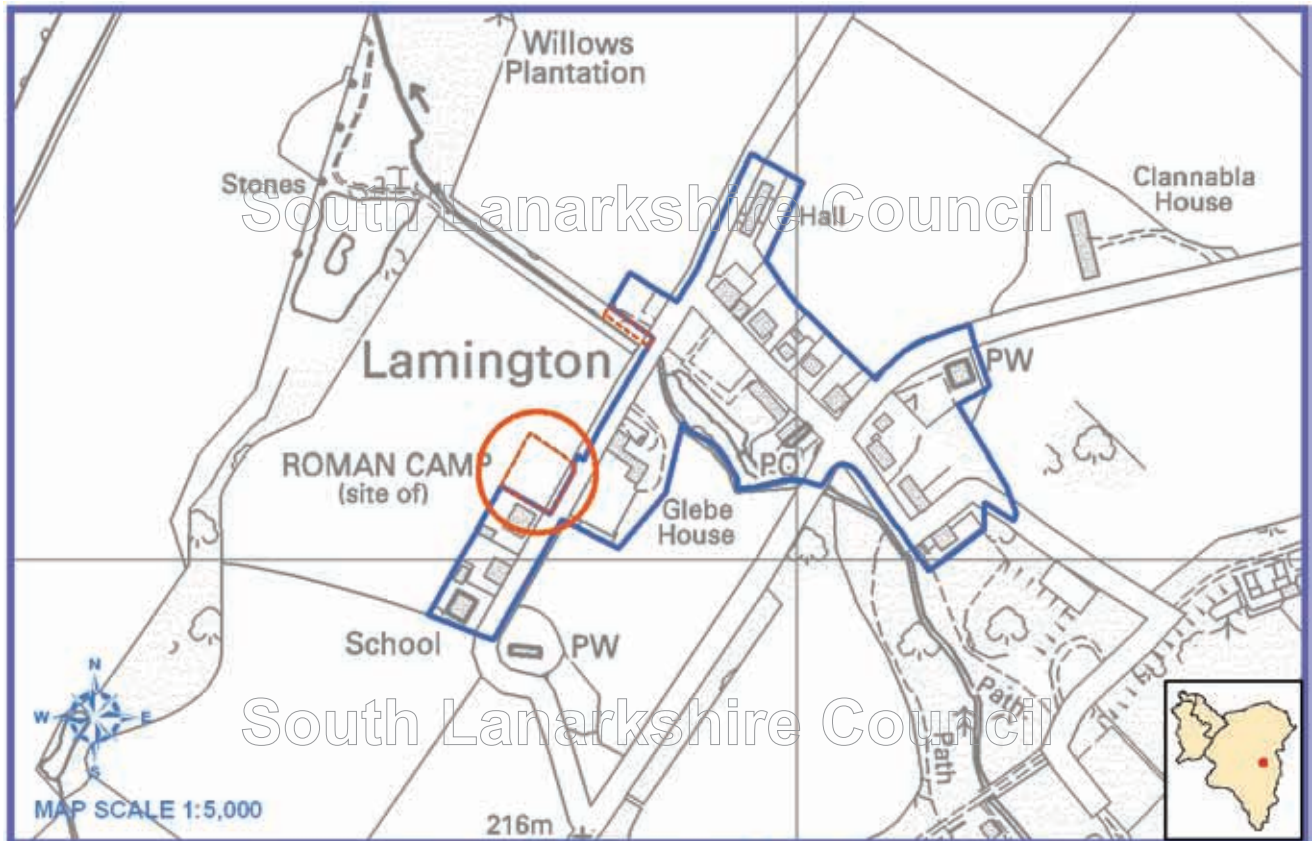 Willows
Plantation
Stones
South Lanarkshire Council
Hall
Clannabla
House
Lamington
PW
ROMAN CAMP
(site of)
PO
Glebe
House
School
PW
N
W E
S
South Lanarkshire Council
Path
Path
MAP SCALE 1:5,000
216m